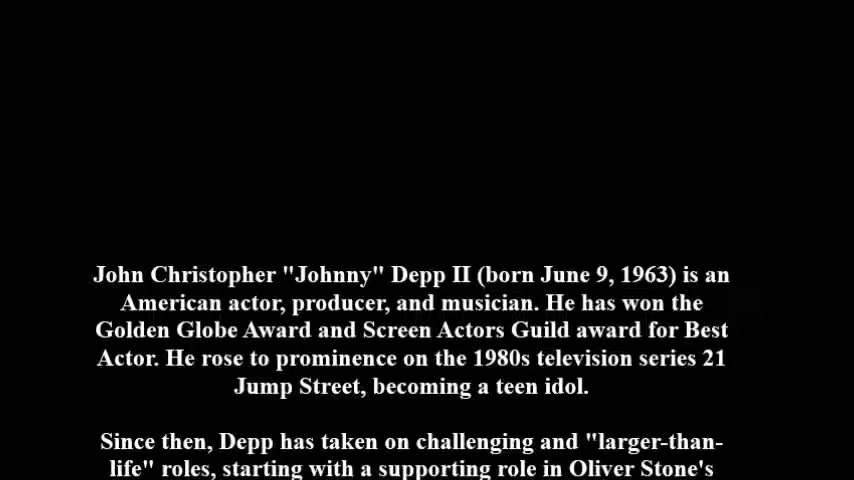 John Christopher "Johnny" Depp II (born June 9, 1963) is an
American actor, producer, and musician. He has won the
Golden Globe Award and Screen Actors Guild award for Best
Actor. He rose to prominence on the 1980s television series 21
Jump Street, becoming a teen idol.
Since then, Depp has taken on challenging and "larger-than-
life" roles, starting with a supporting role in Oliver Stone's